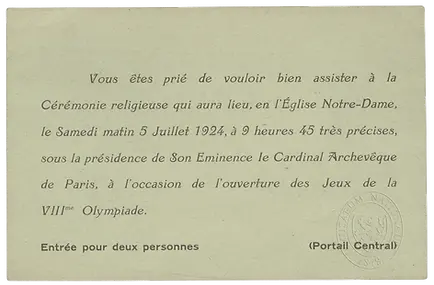 Vous êtes prié de vouloir bien assister à la
Cérémonie religieuse qui aura lieu, en l'Église Notre-Dame,
le Samedi matin 5 Juillet 1924, à 9 heures 45 très précises,
sous la présidence de Son Eminence le Cardinal Archevêque
de Paris, à l'occasion de l'ouverture des Jeux de la
VIIIme Olympiade.
Entrée pour deux personnes (Portail Central)